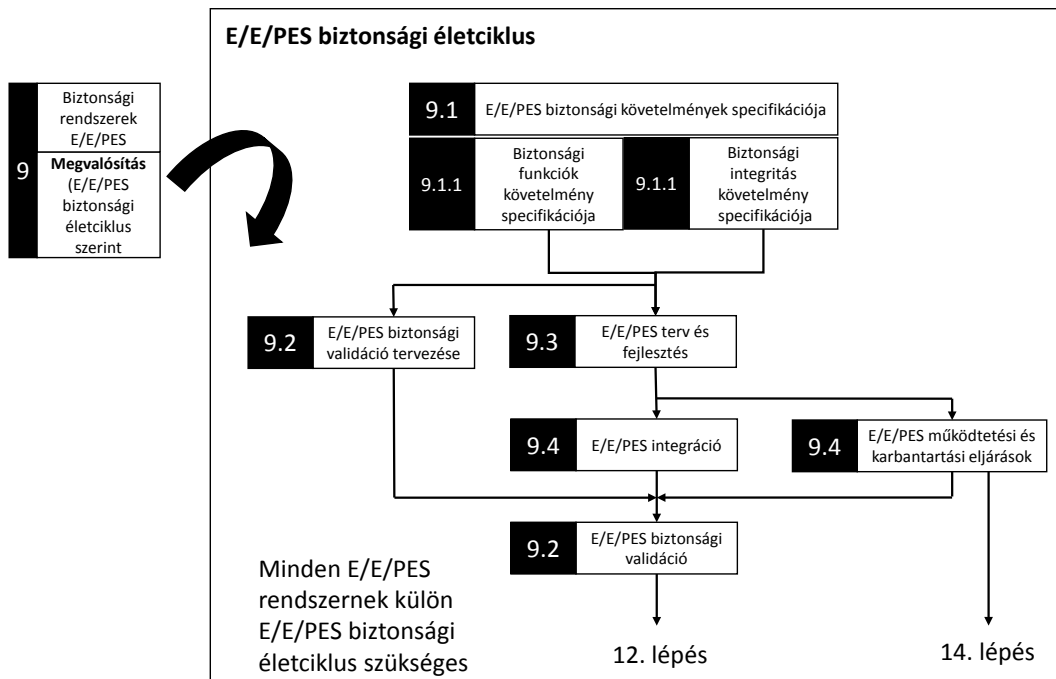 E/E/PES biztonsági életciklus
9
Biztonsági
rendszerek
E/E/PES
Megvalósítás
(E/E/PES
biztonsági
életciklus
szerint
9.1
E/E/PES biztonsági követelmények specifikációja
9.1.1
Biztonsági
funkciók
követelmény
specifikációja
9.1.1
Biztonsági
integritás
követelmény
specifikációja
9.2
E/E/PES biztonsági
validáció tervezése
9.3
E/E/PES terv és
fejlesztés
9.4
E/E/PES integráció
9.4
E/E/PES működtetési és
karbantartási eljárások
9.2
E/E/PES biztonsági
validáció
Minden E/E/PES
rendszernek külön
E/E/PES biztonsági
életciklus szükséges
12. lépés
14. lépés